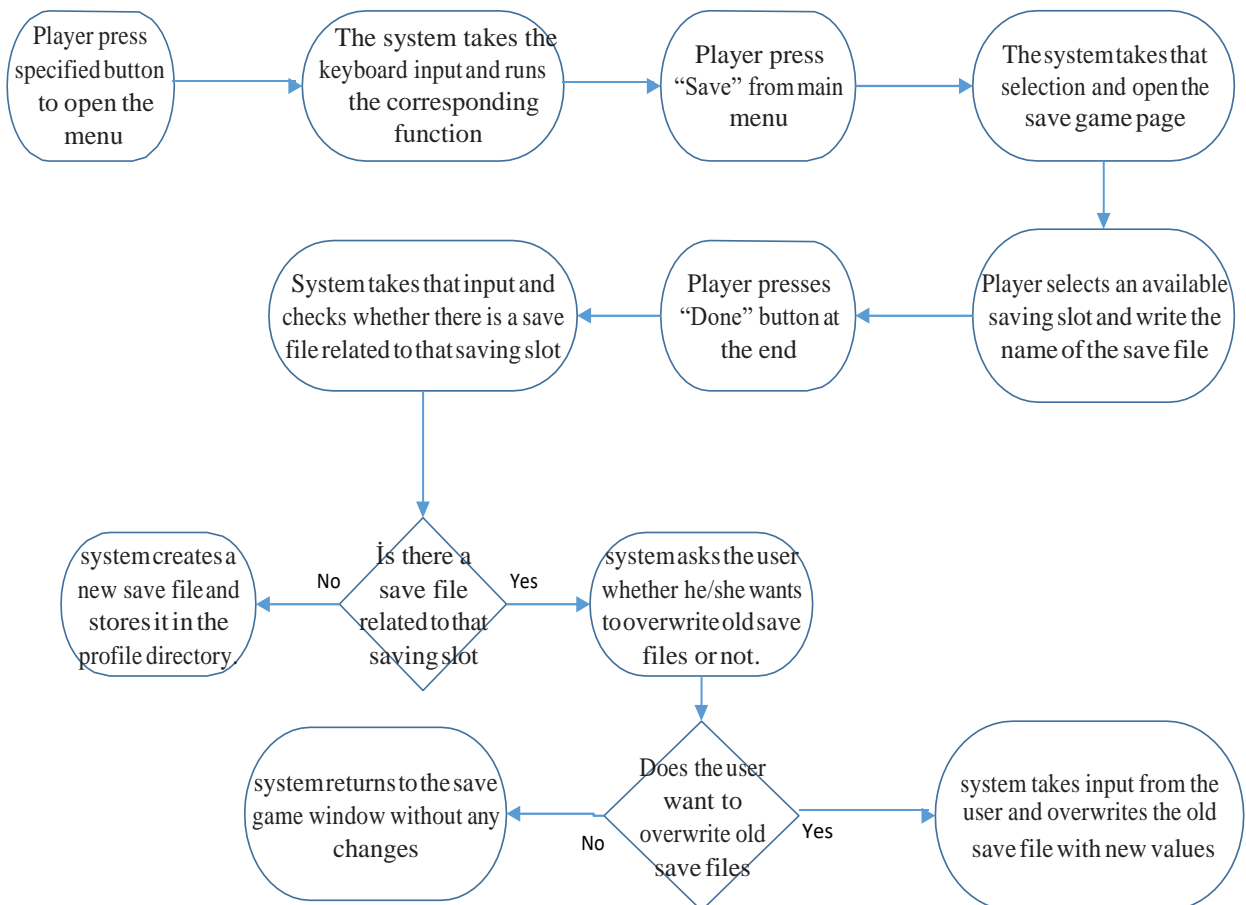 Player press
specified button
to open the
menu
The system takes the
keyboard input and runs
the corresponding
function
Player press
“Save” from main
menu
The system takes that
selection and open the
save game page
Player selects an available
saving slot and write the
name of the save file
Player presses
“Done” button at
the end
System takes that input and
checks whether there is a save
file related to that saving slot
İs there a
save file
related to that
saving slot
No
Yes
system creates a
new save file and
stores it in the
profile directory.
system asks the user
whether he/she wants
to overwrite old save
files or not.
Does the user
want to
overwrite old
save files
No
Yes
system returns to the save
game window without any
changes
system takes input from the
user and overwrites the old
save file with new values